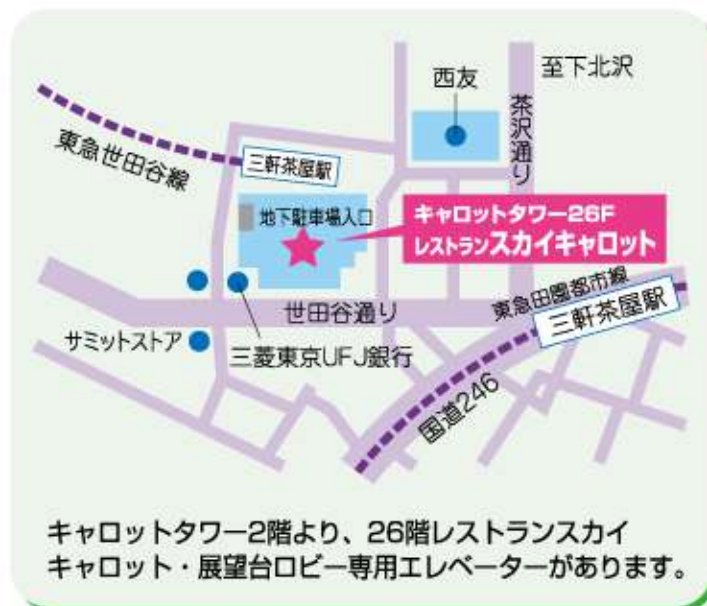 西友
至下北沢
茶沢通り
東急世田谷線
三軒茶屋駅
地下駐車場入口
キャロットタワー26F
レストランスカイキャロット
東急田園都市線
三軒茶屋駅
世田谷通り
サミットストア
三菱東京UFJ銀行
国道246
キャロットタワー2階より、26階レストランスカイ
キャロット・展望台ロビー専用エレベーターがあります。